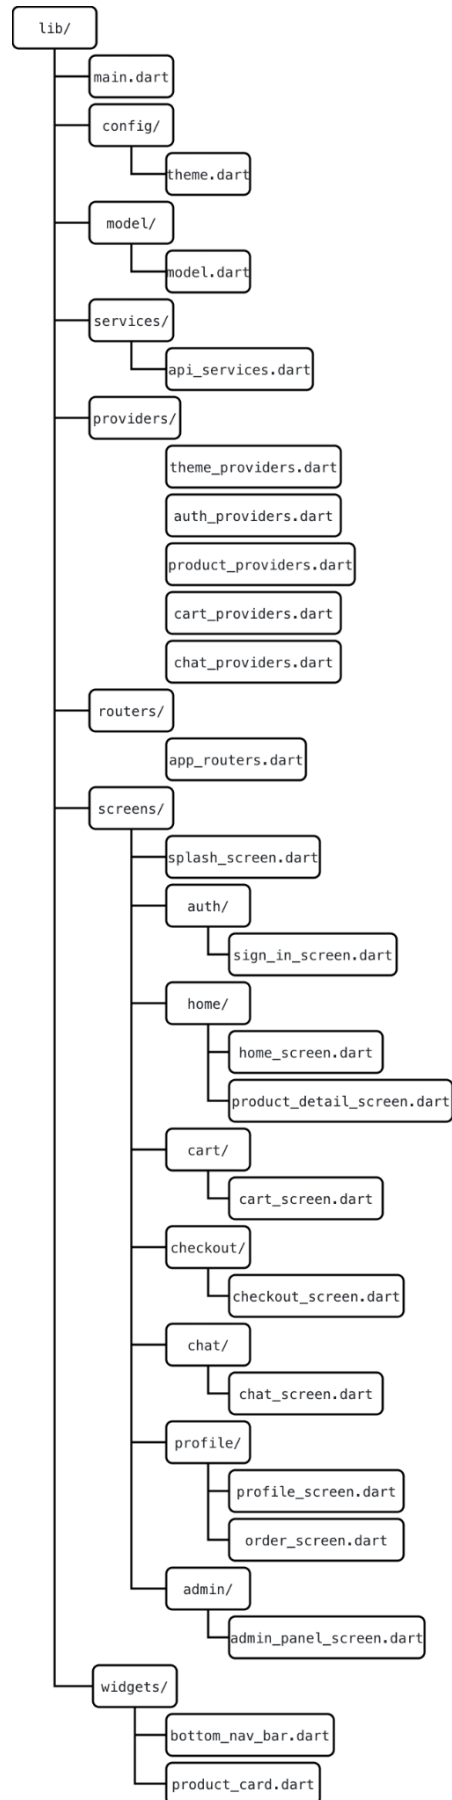 lib/
main.dart
config/
theme.dart
model/
model.dart
services/
api_services.dart
providers/
theme_providers.dart
auth_providers.dart
product_providers.dart
cart_providers.dart
chat_providers.dart
routers/
app_routers.dart
screens/
splash_screen.dart
auth/
sign_in_screen.dart
home/
home_screen.dart
product_detail_screen.dart
cart/
cart_screen.dart
checkout/
checkout_screen.dart
chat/
chat_screen.dart
profile/
profile_screen.dart
order_screen.dart
admin/
admin_panel_screen.dart
widgets/
bottom_nav_bar.dart
product_card.dart